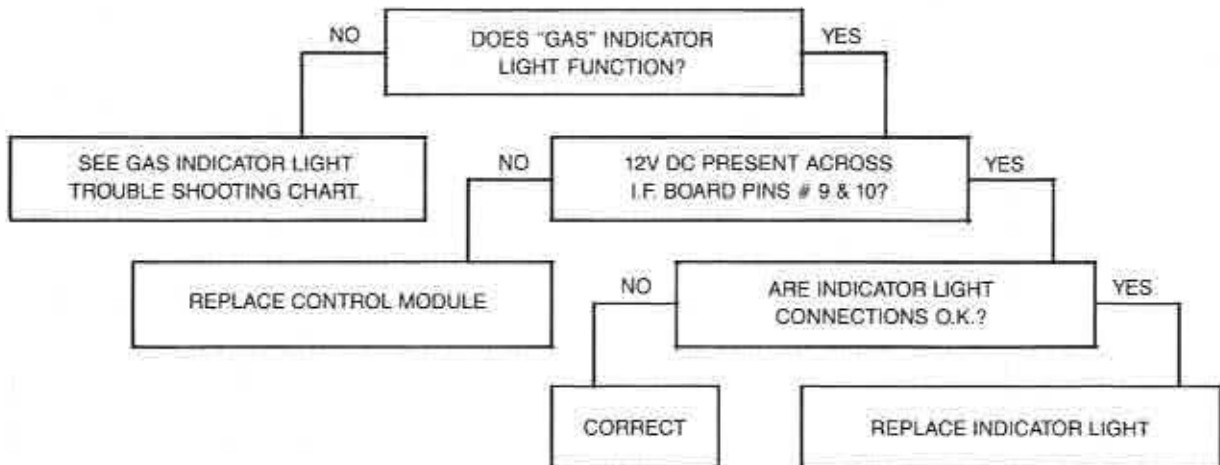 NO
DOES "GAS" INDICATOR
LIGHT FUNCTION?
YES
SEE GAS INDICATOR LIGHT
TROUBLE SHOOTING CHART.
NO
12V DC PRESENT ACROSS
I.F. BOARD PINS # 9 & 10?
YES
REPLACE CONTROL MODULE
NO
ARE INDICATOR LIGHT
CONNECTIONS O.K.?
YES
CORRECT
REPLACE INDICATOR LIGHT